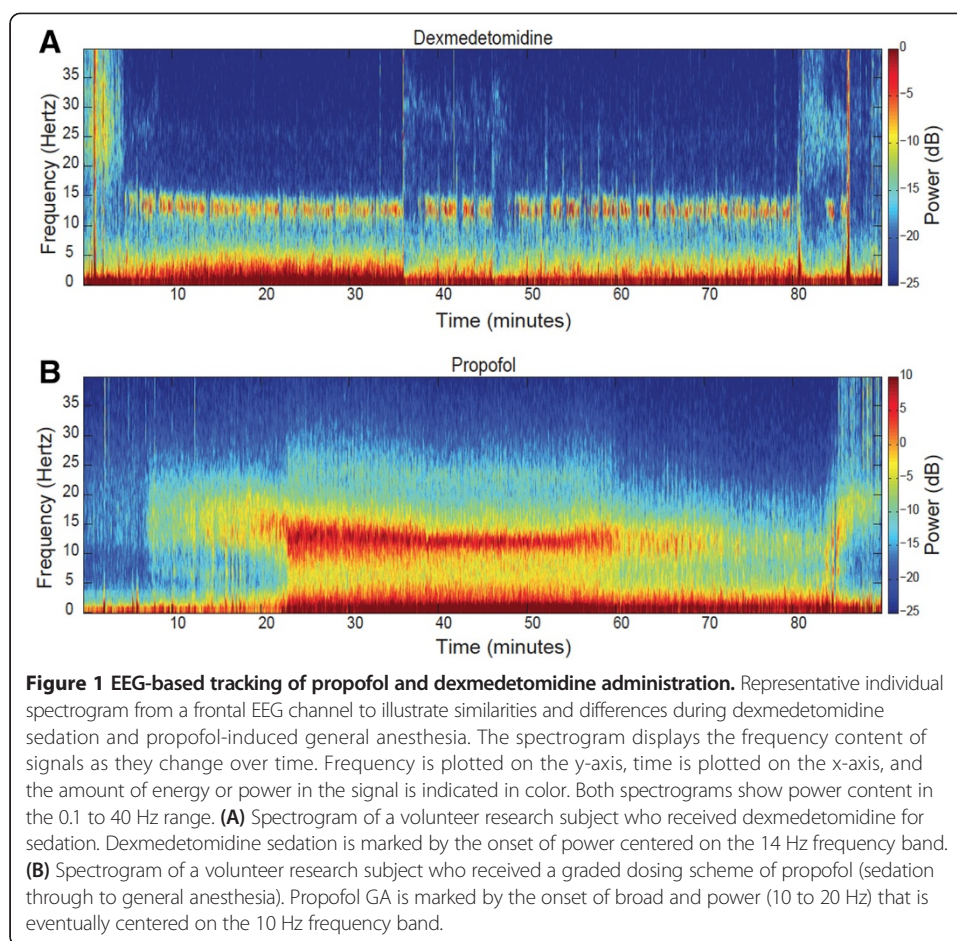 A
Dexmedetomidine
35
30
25
20
15
10
5
0
Frequency (Hertz)
10 20 30 40 50 60 70 80
Time (minutes)
0
−5
−10
−15
−20
−25
Power (dB)
B
Propofol
35
30
25
20
15
10
5
0
Frequency (Hertz)
10 20 30 40 50 60 70 80
Time (minutes)
10
5
0
−5
−10
−15
−20
−25
Power (dB)
Figure 1 EEG-based tracking of propofol and dexmedetomidine administration. Representative individual
spectrogram from a frontal EEG channel to illustrate similarities and differences during dexmedetomidine
sedation and propofol-induced general anesthesia. The spectrogram displays the frequency content of
signals as they change over time. Frequency is plotted on the y-axis, time is plotted on the x-axis, and
the amount of energy or power in the signal is indicated in color. Both spectrograms show power content in
the 0.1 to 40 Hz range. (A) Spectrogram of a volunteer research subject who received dexmedetomidine for
sedation. Dexmedetomidine sedation is marked by the onset of power centered on the 14 Hz frequency band.
(B) Spectrogram of a volunteer research subject who received a graded dosing scheme of propofol (sedation
through to general anesthesia). Propofol GA is marked by the onset of broad and power (10 to 20 Hz) that is
eventually centered on the 10 Hz frequency band.